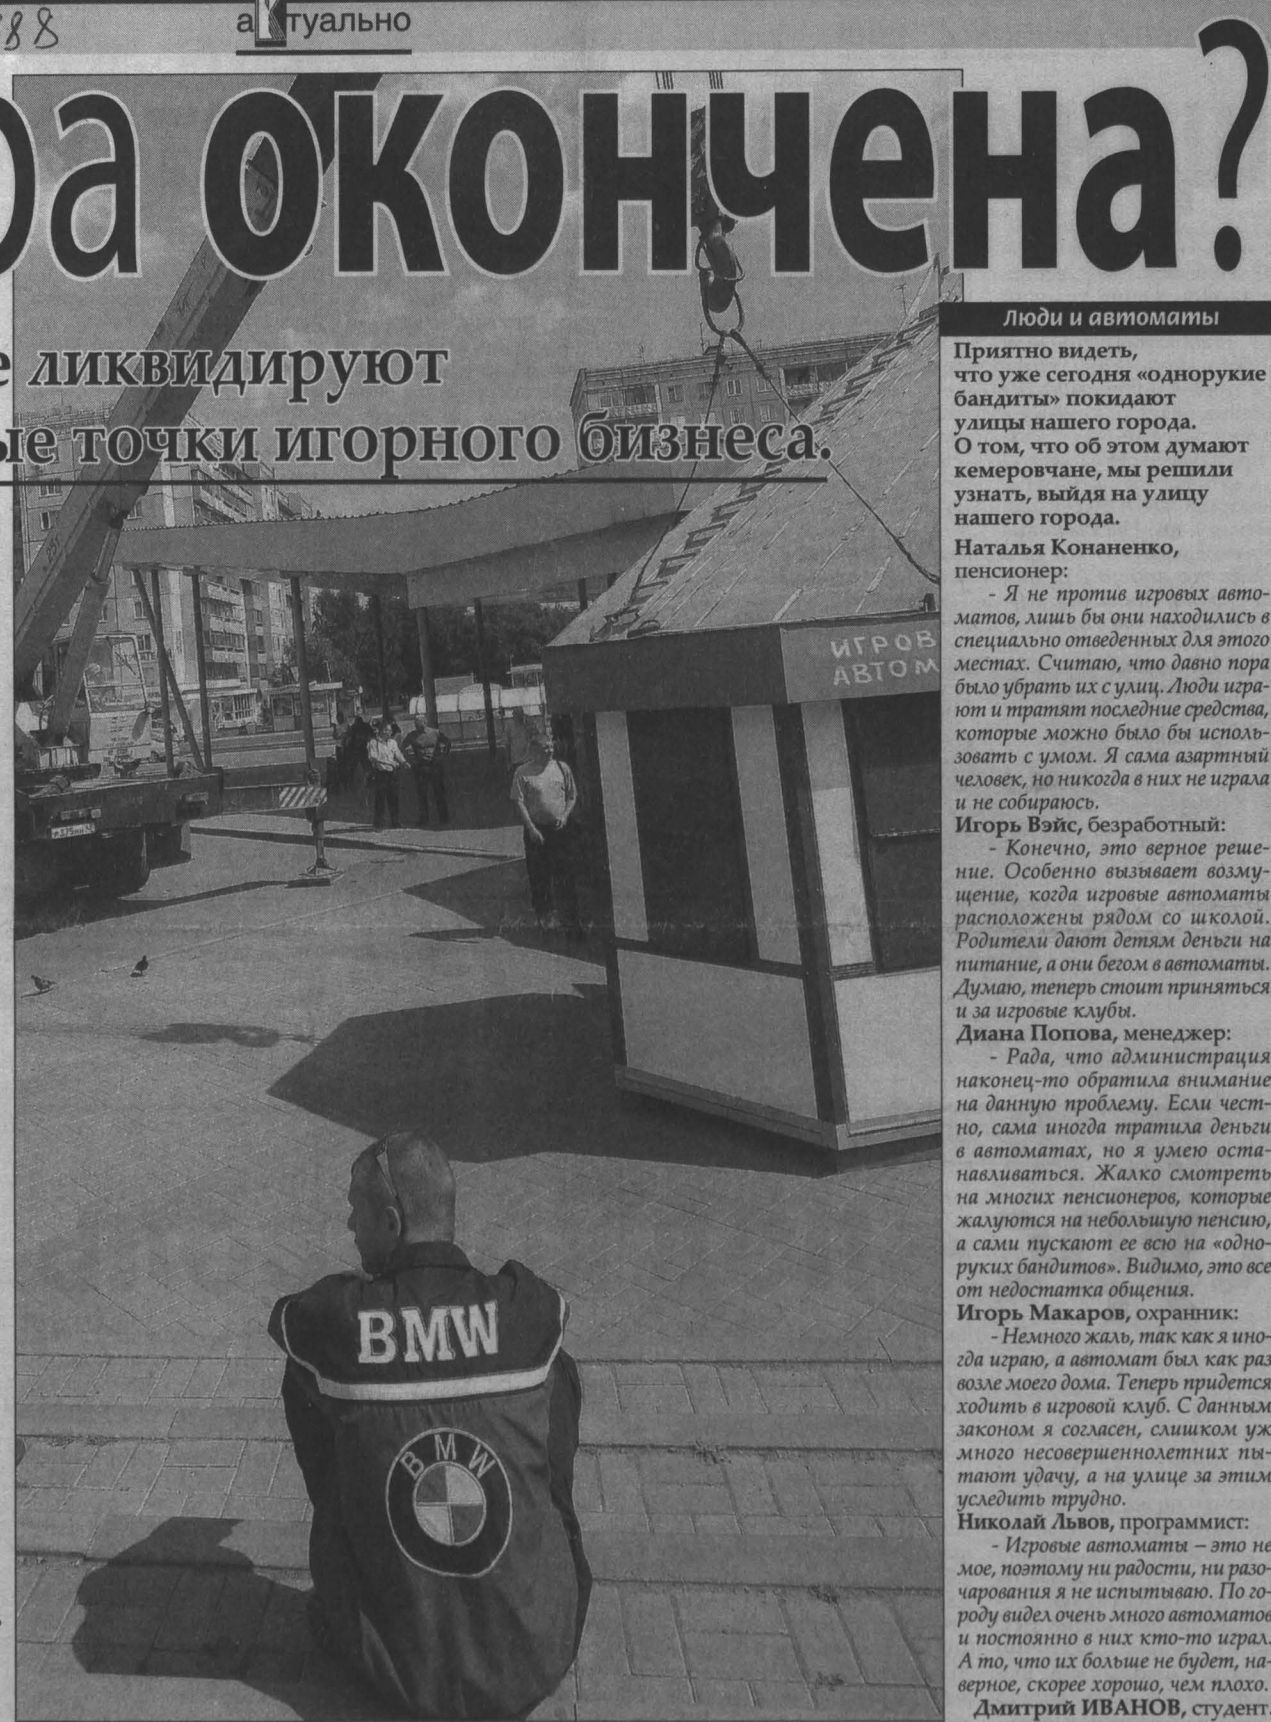 88
актуально
ра окончена?
е ликвидируют
ые точки игорного бизнеса.
ИГРОВ
АВТОМ
BMW
BMW
Люди и автоматы
Приятно видеть,
что уже сегодня «однорукие
бандиты» покидают
улицы нашего города.
О том, что об этом думают
кемеровчане, мы решили
узнать, выйдя на улицу
нашего города.
Наталья Конаненко,
пенсионер:
- Я не против игровых авто-
матов, лишь бы они находились в
специально отведенных для этого
местах. Считаю, что давно пора
было убрать их с улиц. Люди игра-
ют и тратят последние средства,
которые можно было бы исполь-
зовать с умом. Я сама азартный
человек, но никогда в них не играла
и не собираюсь.
Игорь Вэйс, безработный:
- Конечно, это верное реше-
ние. Особенно вызывает возму-
щение, когда игровые автоматы
расположены рядом со школой.
Родители дают детям деньги на
питание, а они бегом в автоматы.
Думаю, теперь стоит приняться
и за игровые клубы.
Диана Попова, менеджер:
- Рада, что администрация
наконец-то обратила внимание
на данную проблему. Если чест-
но, сама иногда тратила деньги
в автоматах, но я умею оста-
навливаться. Жалко смотреть
на многих пенсионеров, которые
жалуются на небольшую пенсию,
а сами пускают ее всю на «одно-
руких бандитов». Видимо, это все
от недостатка общения.
Игорь Макаров, охранник:
- Немного жаль, так как я ино-
гда играю, а автомат был как раз
возле моего дома. Теперь придется
ходить в игровой клуб. С данным
законом я согласен, слишком уж
много несовершеннолетних пы-
тают удачу, а на улице за этим
уследить трудно.
Николай Львов, программист:
- Игровые автоматы – это не
мое, поэтому ни радости, ни разо-
чарования я не испытываю. По го-
роду видел очень много автоматов
и постоянно в них кто-то играл.
А то, что их больше не будет, на-
верное, скорее хорошо, чем плохо.
Дмитрий ИВАНОВ, студент.